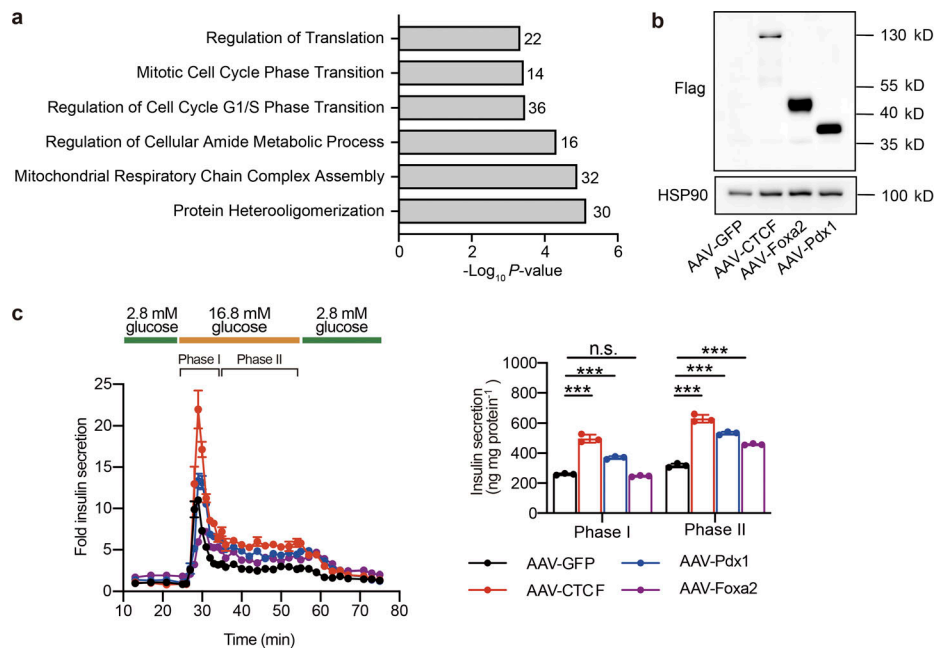 a
Regulation of Translation
22
Mitotic Cell Cycle Phase Transition
14
Regulation of Cell Cycle G1/S Phase Transition
36
Regulation of Cellular Amide Metabolic Process
16
Mitochondrial Respiratory Chain Complex Assembly
32
Protein Heterooligomerization
30
0 2 4 6
-Log10 P-value
b
Flag
130 kD
55 kD
40 kD
35 kD
HSP90
100 kD
AAV-GFP
AAV-CTCF
AAV-Foxa2
AAV-Pdx1
c
2.8 mM
glucose
16.8 mM
glucose
2.8 mM
glucose
Phase I
Phase II
Fold insulin secretion
25
20
15
10
5
0
10 20 30 40 50 60 70 80
Time (min)
Insulin secretion
(ng mg protein-1 )
1000
800
600
400
200
0
n.s.
***
***
***
***
***
Phase I Phase II
AAV-GFP
AAV-Pdx1
AAV-CTCF
AAV-Foxa2